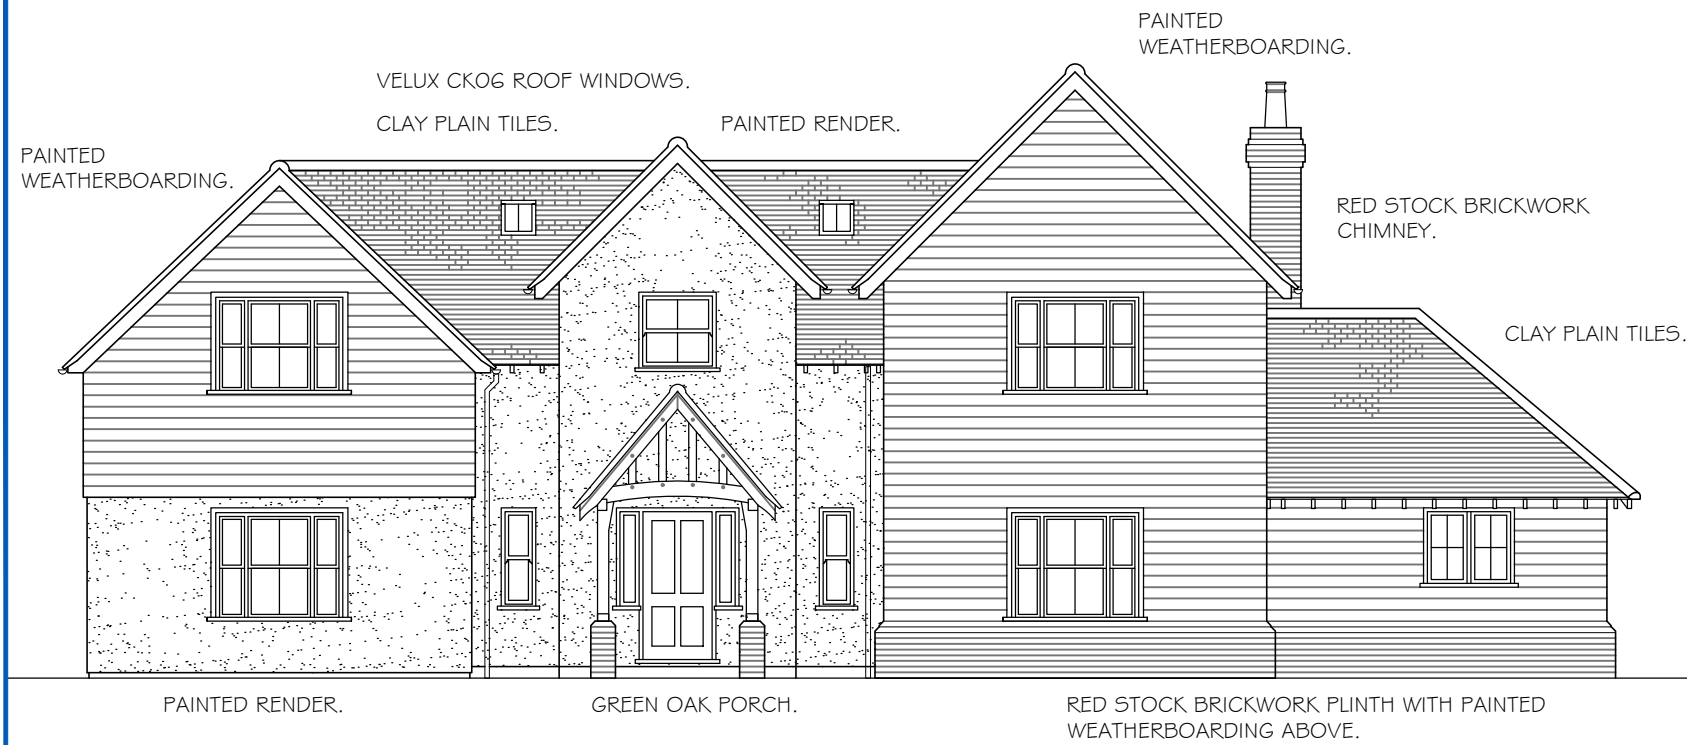 PAINTED
WEATHERBOARDING.
VELUX CK06 ROOF WINDOWS.
CLAY PLAIN TILES.
PAINTED RENDER.
PAINTED
WEATHERBOARDING.
RED STOCK BRICKWORK
CHIMNEY.
CLAY PLAIN TILES.
PAINTED RENDER.
GREEN OAK PORCH.
RED STOCK BRICKWORK PLINTH WITH PAINTED
WEATHERBOARDING ABOVE.